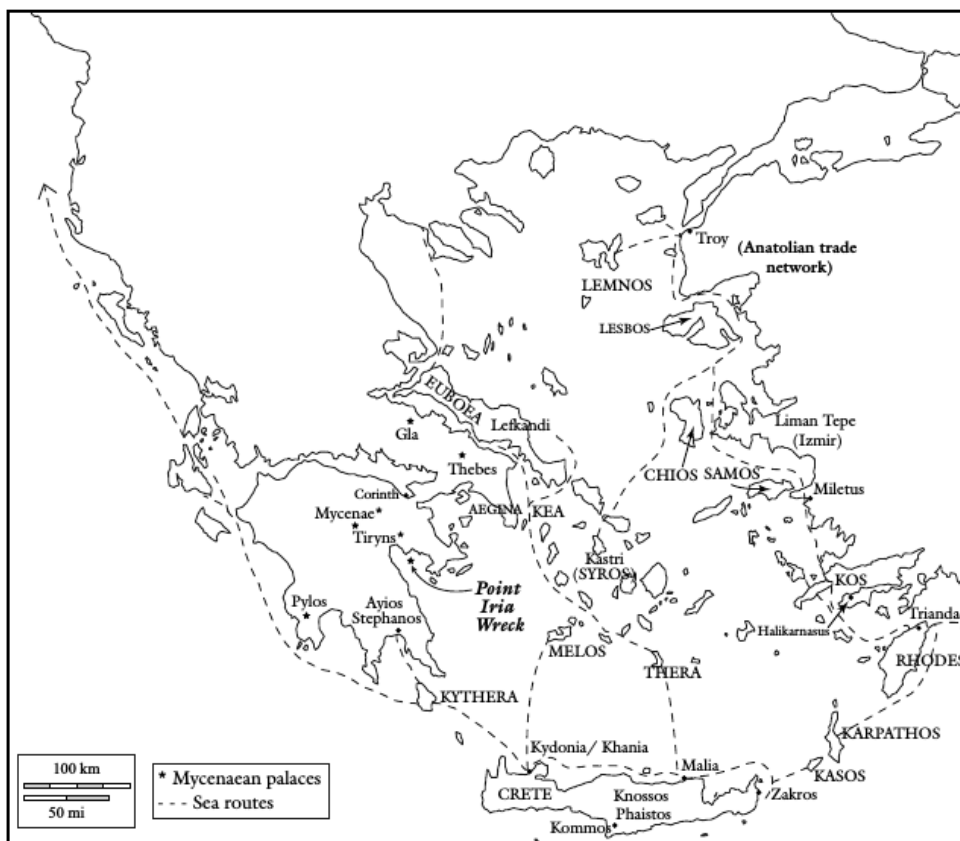 Troy
(Anatolian trade
network)
LEMNOS
LESBOS
EUBOEA
Lefkandi
Gla
Liman Tepe
(Izmir)
Thebes
CHIOS
SAMOS
Corinth
Miletus
Mycenae
AEGINA
KEA
Tiryns
Kastri
(SYROS)
KOS
Point
Iria
Wreck
Pylos
Ayios
Stephanos
Halikarnasus
Trianda
MELOS
THERA
RHODES
KYTHERA
KARPATHOS
Kydonia/ Khania
Malia
KASOS
CRETE
Knossos
Zakros
Phaistos
Kommos
100 km
50 mi
* Mycenaean palaces
--- Sea routes